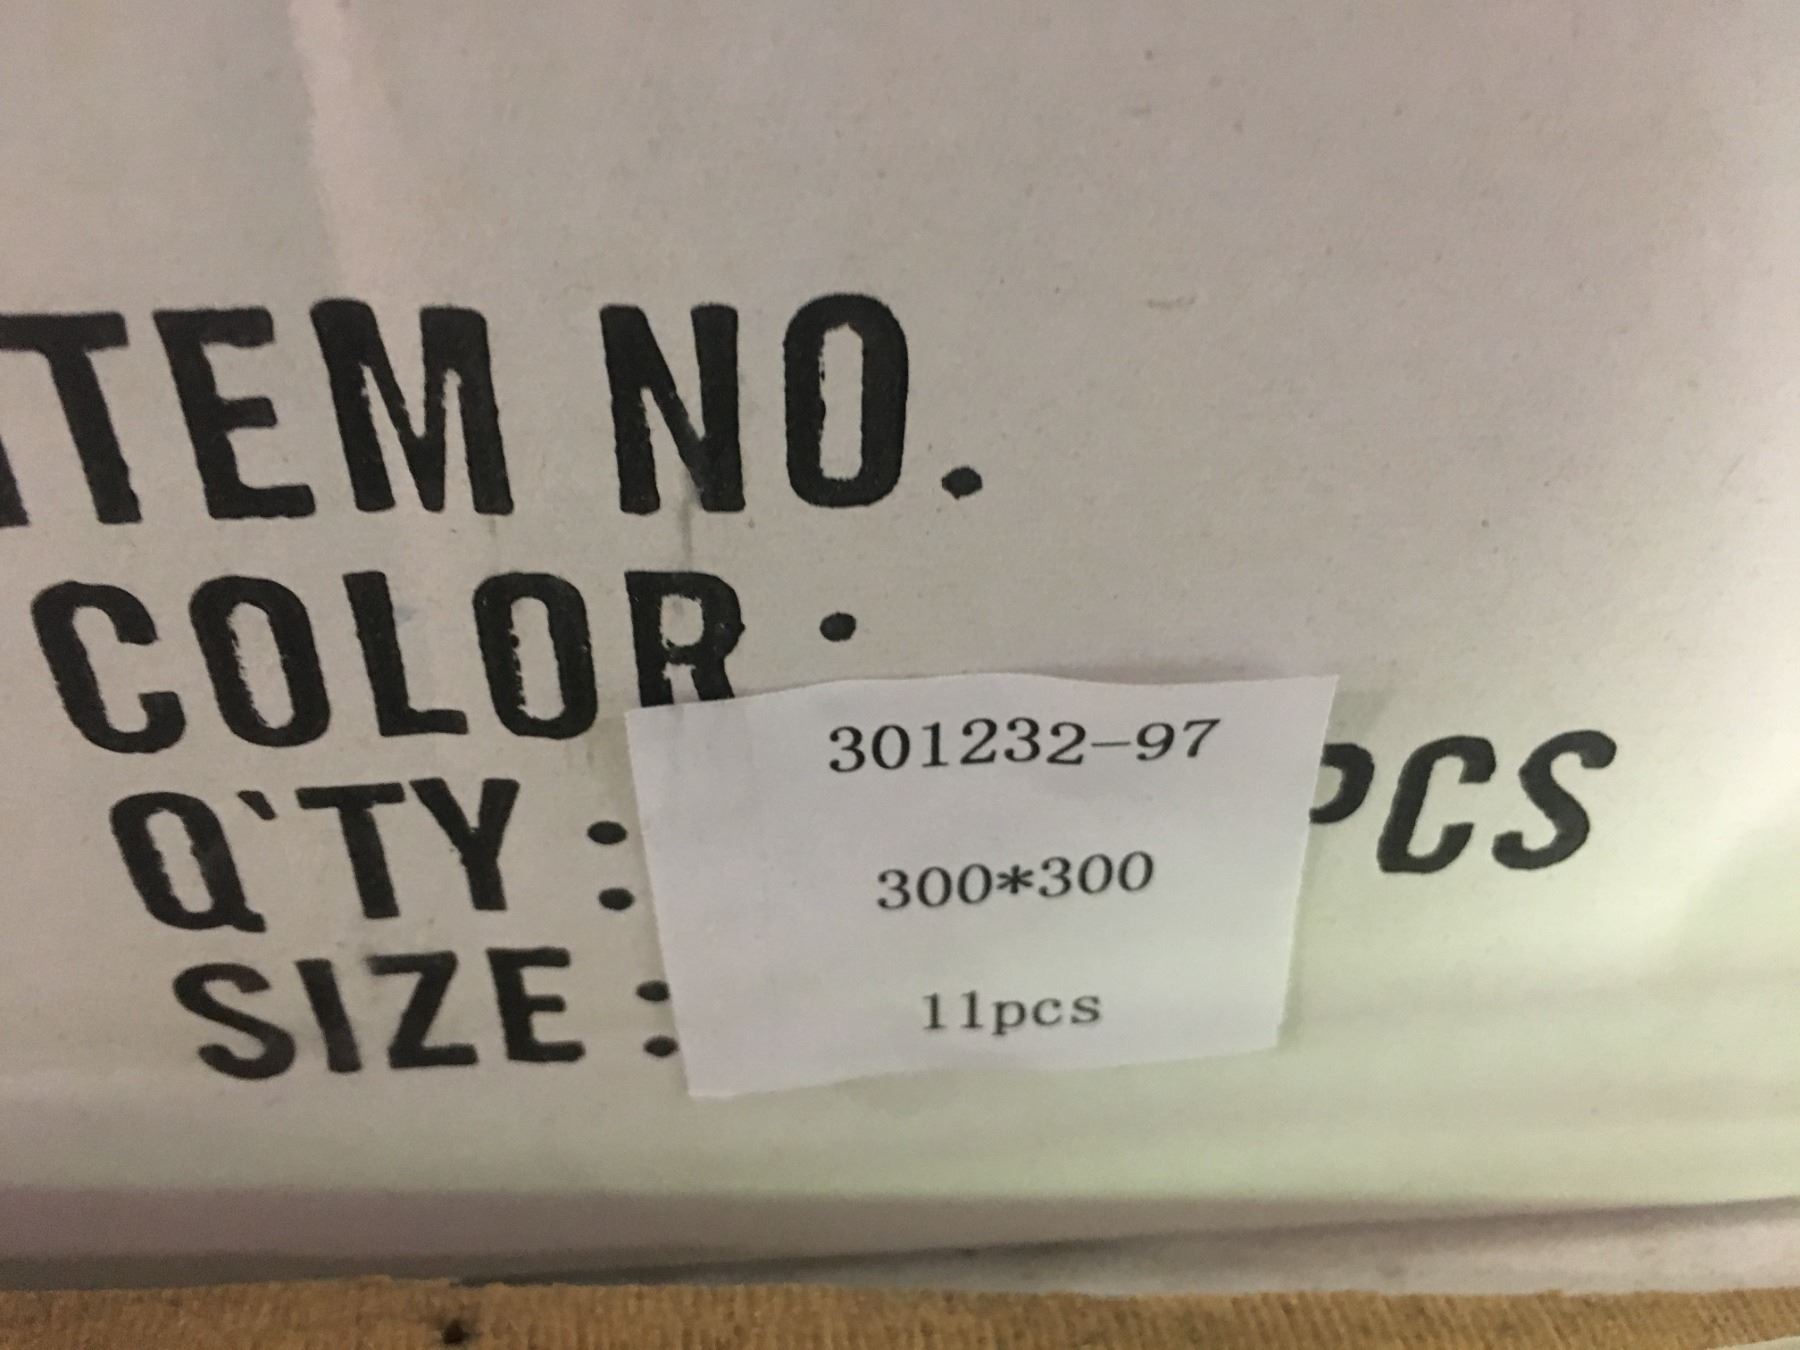 ITEM NO.
COLOR :
Q`TY : PCS
SIZE :
301232-97
300*300
11pcs